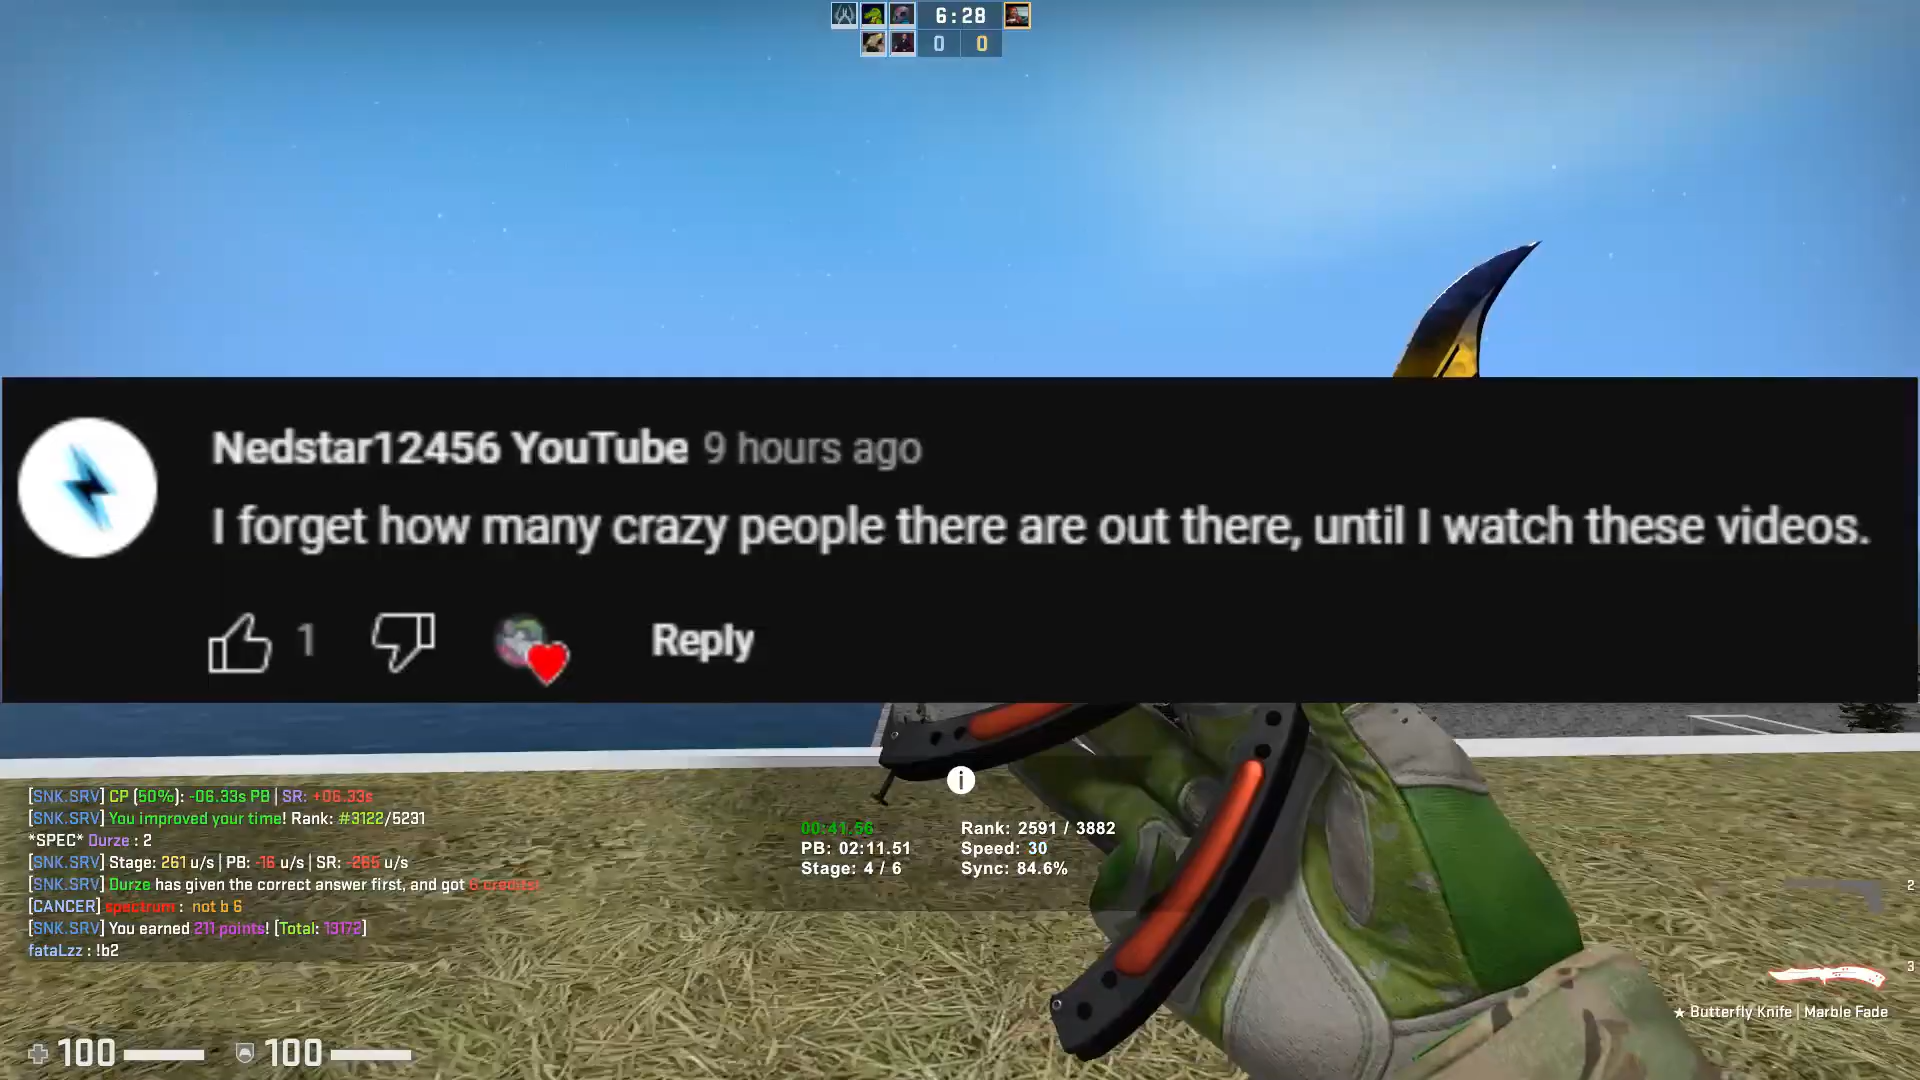 6:28
0 0
Nedstar12456 YouTube 9 hours ago
I forget how many crazy people there are out there, until I watch these videos.
1 Reply
[SNK.SRV] CP (50%): -06.33s PB | SR: +06.33s
[SNK.SRV] You improved your time! Rank: #3122/5231
*SPEC* Durze : 2
[SNK.SRV] Stage: 261 u/s | PB: -16 u/s | SR: -265 u/s
[SNK.SRV] Durze has given the correct answer first, and got 6 credits!
[CANCER] spectrum : not b 6
[SNK.SRV] You earned 211 points! [Total: 13172]
fataLzz : !b2
00:41.56 Rank: 2591 / 3882
PB: 02:11.51 Speed: 30
Stage: 4 / 6 Sync: 84.6%
2
3
★ Butterfly Knife | Marble Fade
100 100